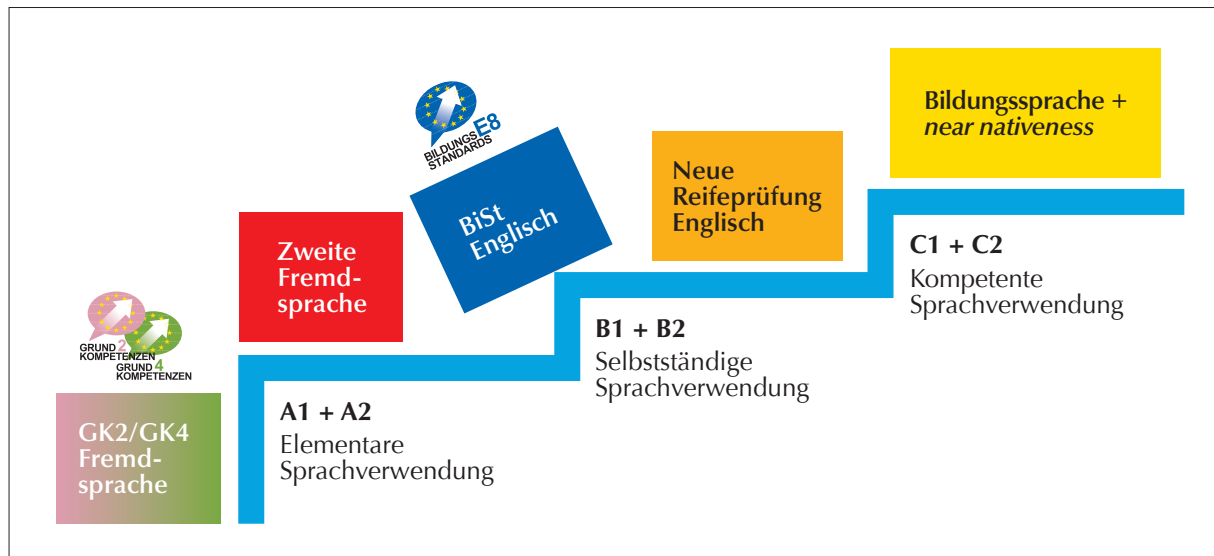 GRUND 2
KOMPETENZEN
GRUND 4
KOMPETENZEN
GK2/GK4
Fremd-
sprache
Zweite
Fremd-
sprache
A1 + A2
Elementare
Sprachverwendung
BILDUNGS E8
STANDARDS
BiSt
Englisch
B1 + B2
Selbstständige
Sprachverwendung
Neue
Reifeprüfung
Englisch
Bildungssprache +
near nativeness
C1 + C2
Kompetente
Sprachverwendung